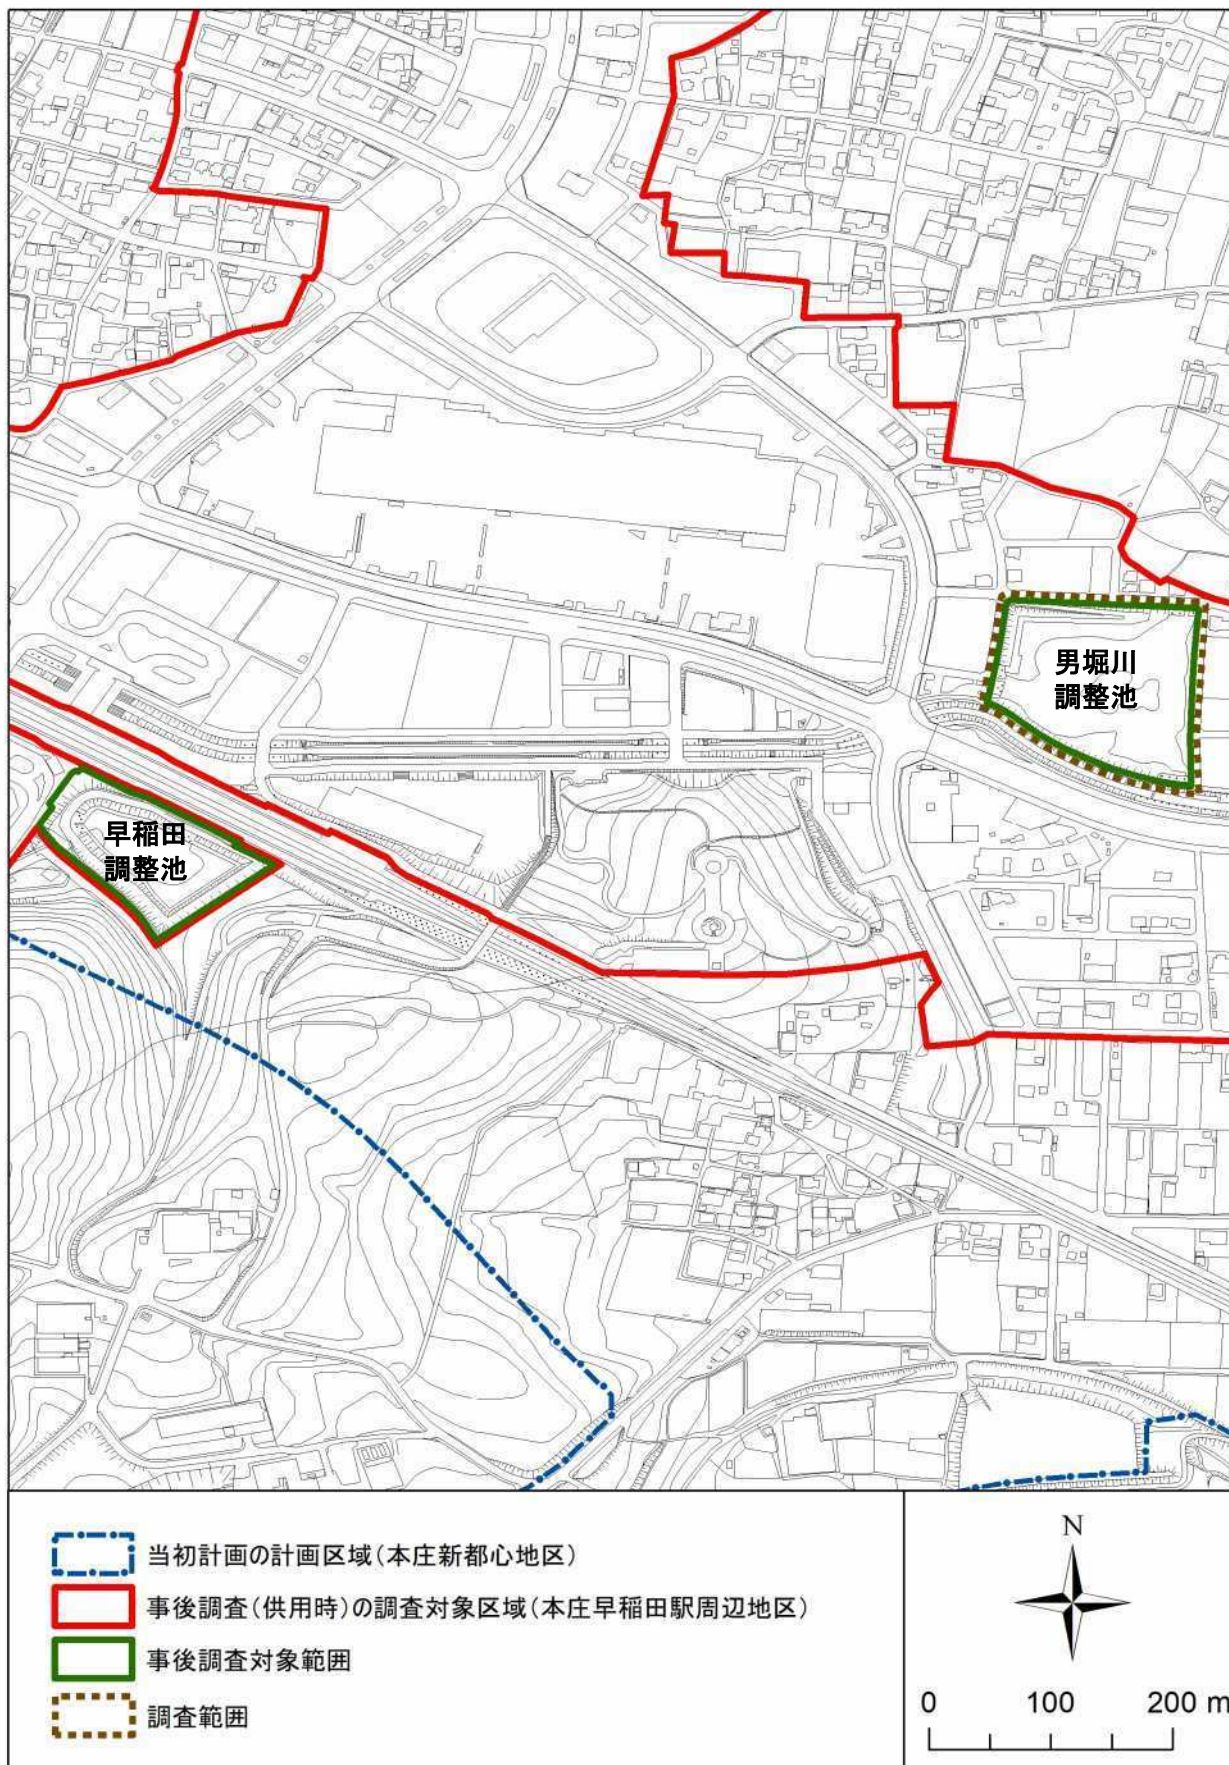 男堀川
調整池
早稲田
調整池
当初計画の計画区域(本庄新都心地区)
事後調査(供用時)の調査対象区域(本庄早稲田駅周辺地区)
事後調査対象範囲
調査範囲
N
0 100 200 m